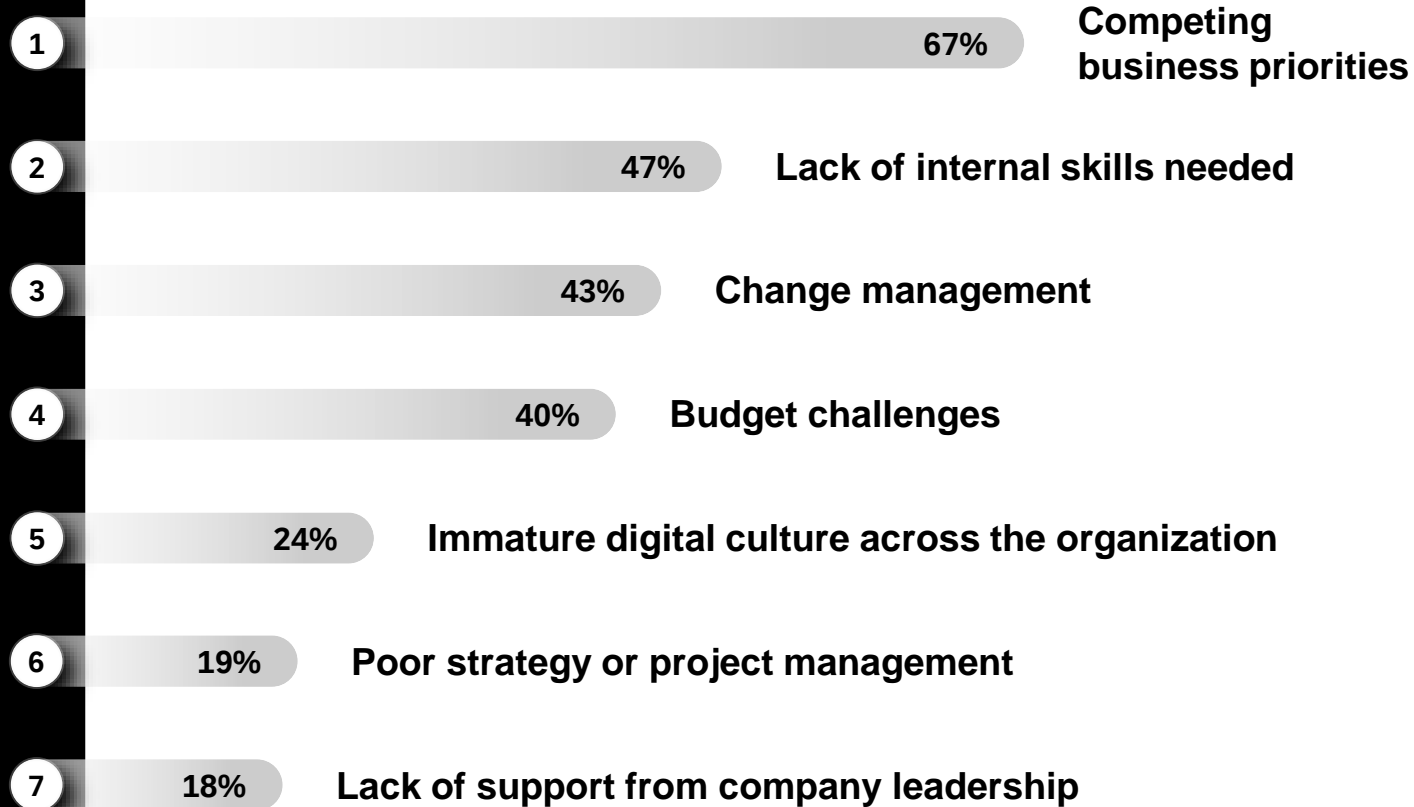 1 67% Competing
business priorities
2 47% Lack of internal skills needed
3 43% Change management
4 40% Budget challenges
5 24% Immature digital culture across the organization
6 19% Poor strategy or project management
7 18% Lack of support from company leadership